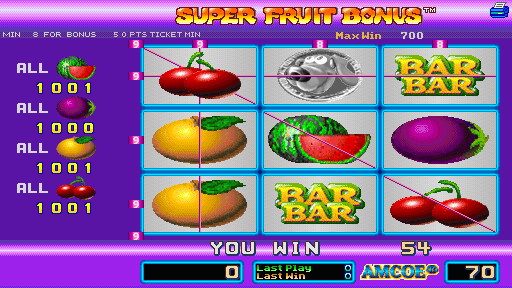 SUPER FRUIT BONUS™
MIN 8 FOR BONUS 50 PTS TICKET MIN
Max Win 700
9 9 8 8
9
ALL
1001
BAR
BAR
ALL
1000
9
ALL
1001
ALL
1001
9
BAR
BAR
YOU WIN 54
0
Last Play 0
Last Win 0
AMCOE
70